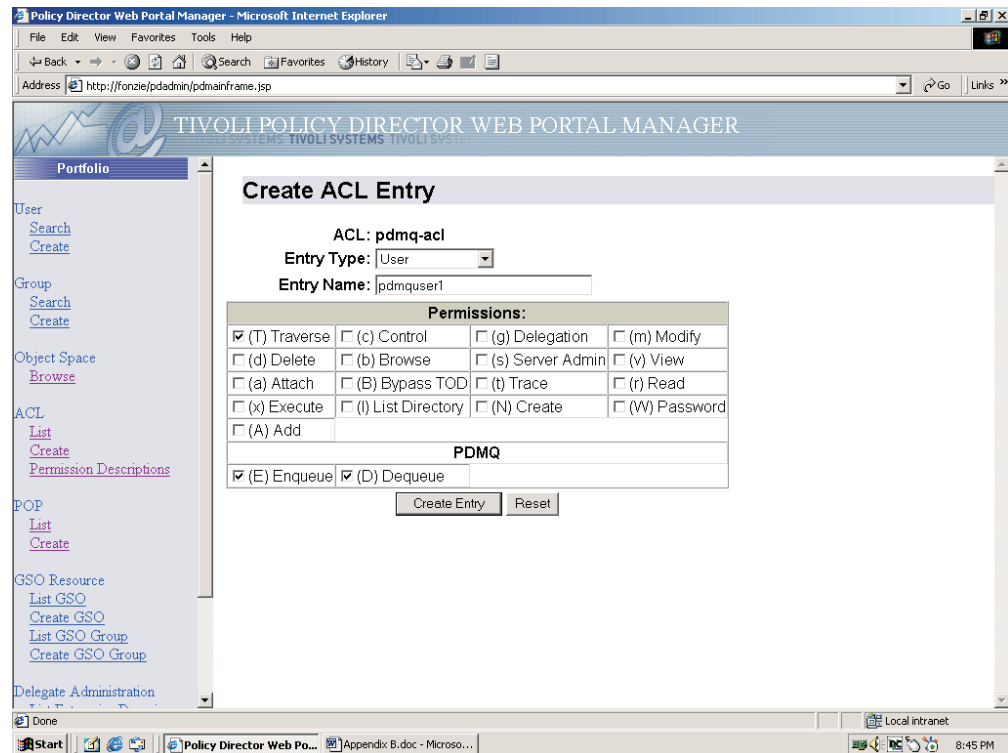 Policy Director Web Portal Manager - Microsoft Internet Explorer
File Edit View Favorites Tools Help
Back Search Favorites History
Address http://fonzie/pdadmin/pdmainframe.jsp Go Links »
TIVOLI POLICY DIRECTOR WEB PORTAL MANAGER
TIVOLI SYSTEMS TIVOLI SYSTEMS TIVOLI SYST
Portfolio
User
Search
Create
Group
Search
Create
Object Space
Browse
ACL
List
Create
Permission Descriptions
POP
List
Create
GSO Resource
List GSO
Create GSO
List GSO Group
Create GSO Group
Delegate Administration
Create ACL Entry
ACL: pdmq-acl
Entry Type: User
Entry Name: pdmquser1
Permissions:
(T) Traverse (c) Control (g) Delegation (m) Modify
(d) Delete (b) Browse (s) Server Admin (v) View
(a) Attach (B) Bypass TOD (t) Trace (r) Read
(x) Execute (l) List Directory (N) Create (W) Password
(A) Add
PDMQ
(E) Enqueue (D) Dequeue
Create Entry Reset
Done Local intranet
Start Policy Director Web Po... Appendix B.doc - Microso... 8:45 PM